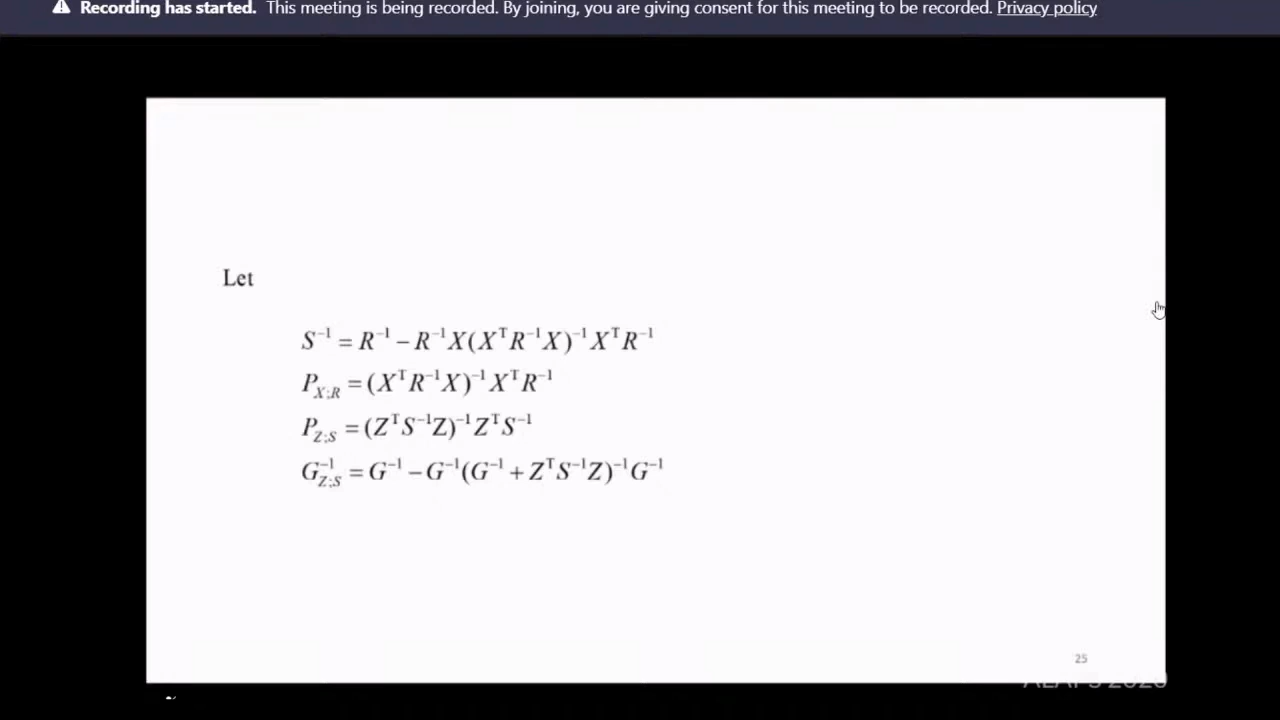 Recording has started. This meeting is being recorded. By joining, you are giving consent for this meeting to be recorded. Privacy policy
Let
S⁻¹ = R⁻¹ − R⁻¹X(XᵀR⁻¹X)⁻¹XᵀR⁻¹
P_{X;R} = (XᵀR⁻¹X)⁻¹XᵀR⁻¹
P_{Z;S} = (ZᵀS⁻¹Z)⁻¹ZᵀS⁻¹
G_{Z;S}⁻¹ = G⁻¹ − G⁻¹(G⁻¹ + ZᵀS⁻¹Z)⁻¹G⁻¹
25